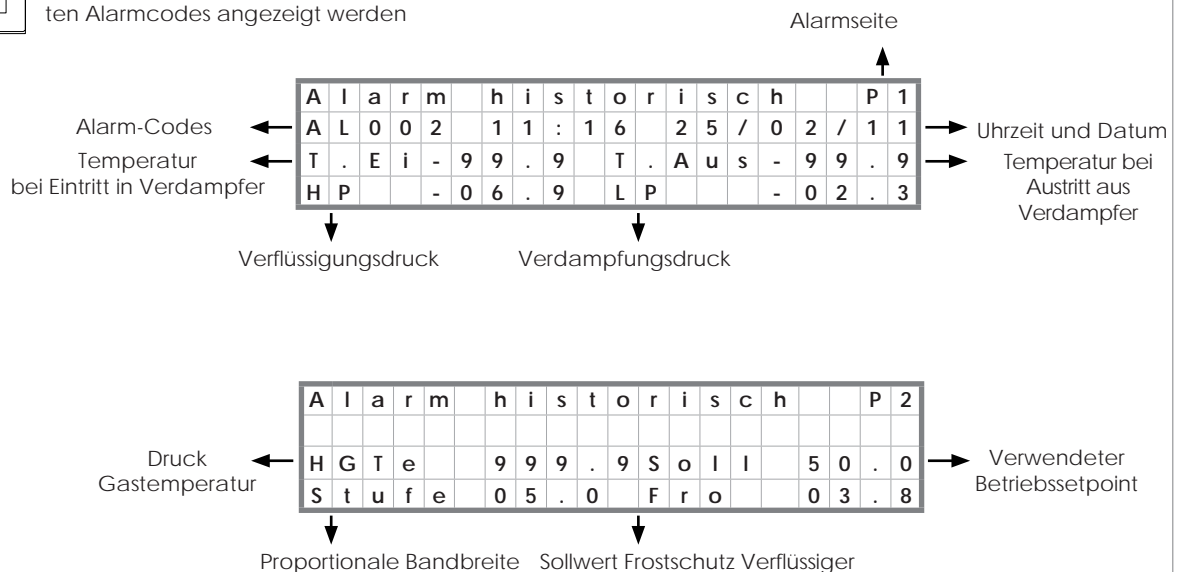 ten Alarmcodes angezeigt werden
Alarmseite
Alarm historisch P1
Alarm-Codes
AL002 11:16 25/02/11
Uhrzeit und Datum
Temperatur
bei Eintritt in Verdampfer
T.Ei-99.9 T.Aus-99.9
Temperatur bei
Austritt aus
Verdampfer
HP -06.9 LP -02.3
Verflüssigungsdruck
Verdampfungsdruck
Alarm historisch P2
Druck
Gastemperatur
HGTe 999.9Soll 50.0
Verwendeter
Betriebssetpoint
Stufe 05.0 Fro 03.8
Proportionale Bandbreite
Sollwert Frostschutz Verflüssiger